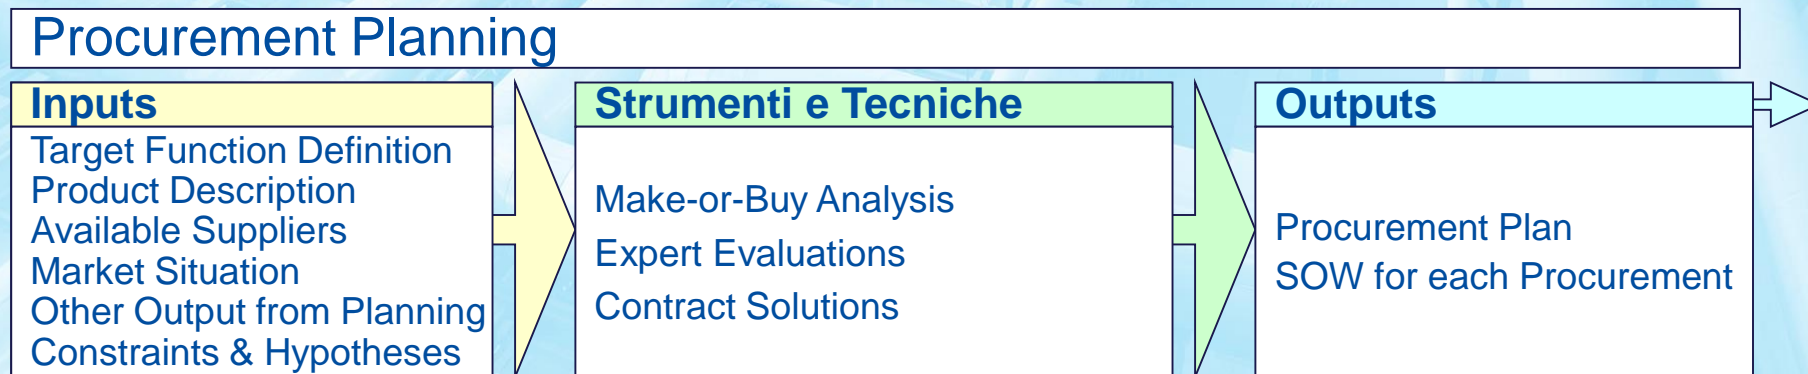 Procurement Planning
Inputs
Target Function Definition
Product Description
Available Suppliers
Market Situation
Other Output from Planning
Constraints & Hypotheses
Strumenti e Tecniche
Make-or-Buy Analysis
Expert Evaluations
Contract Solutions
Outputs
Procurement Plan
SOW for each Procurement